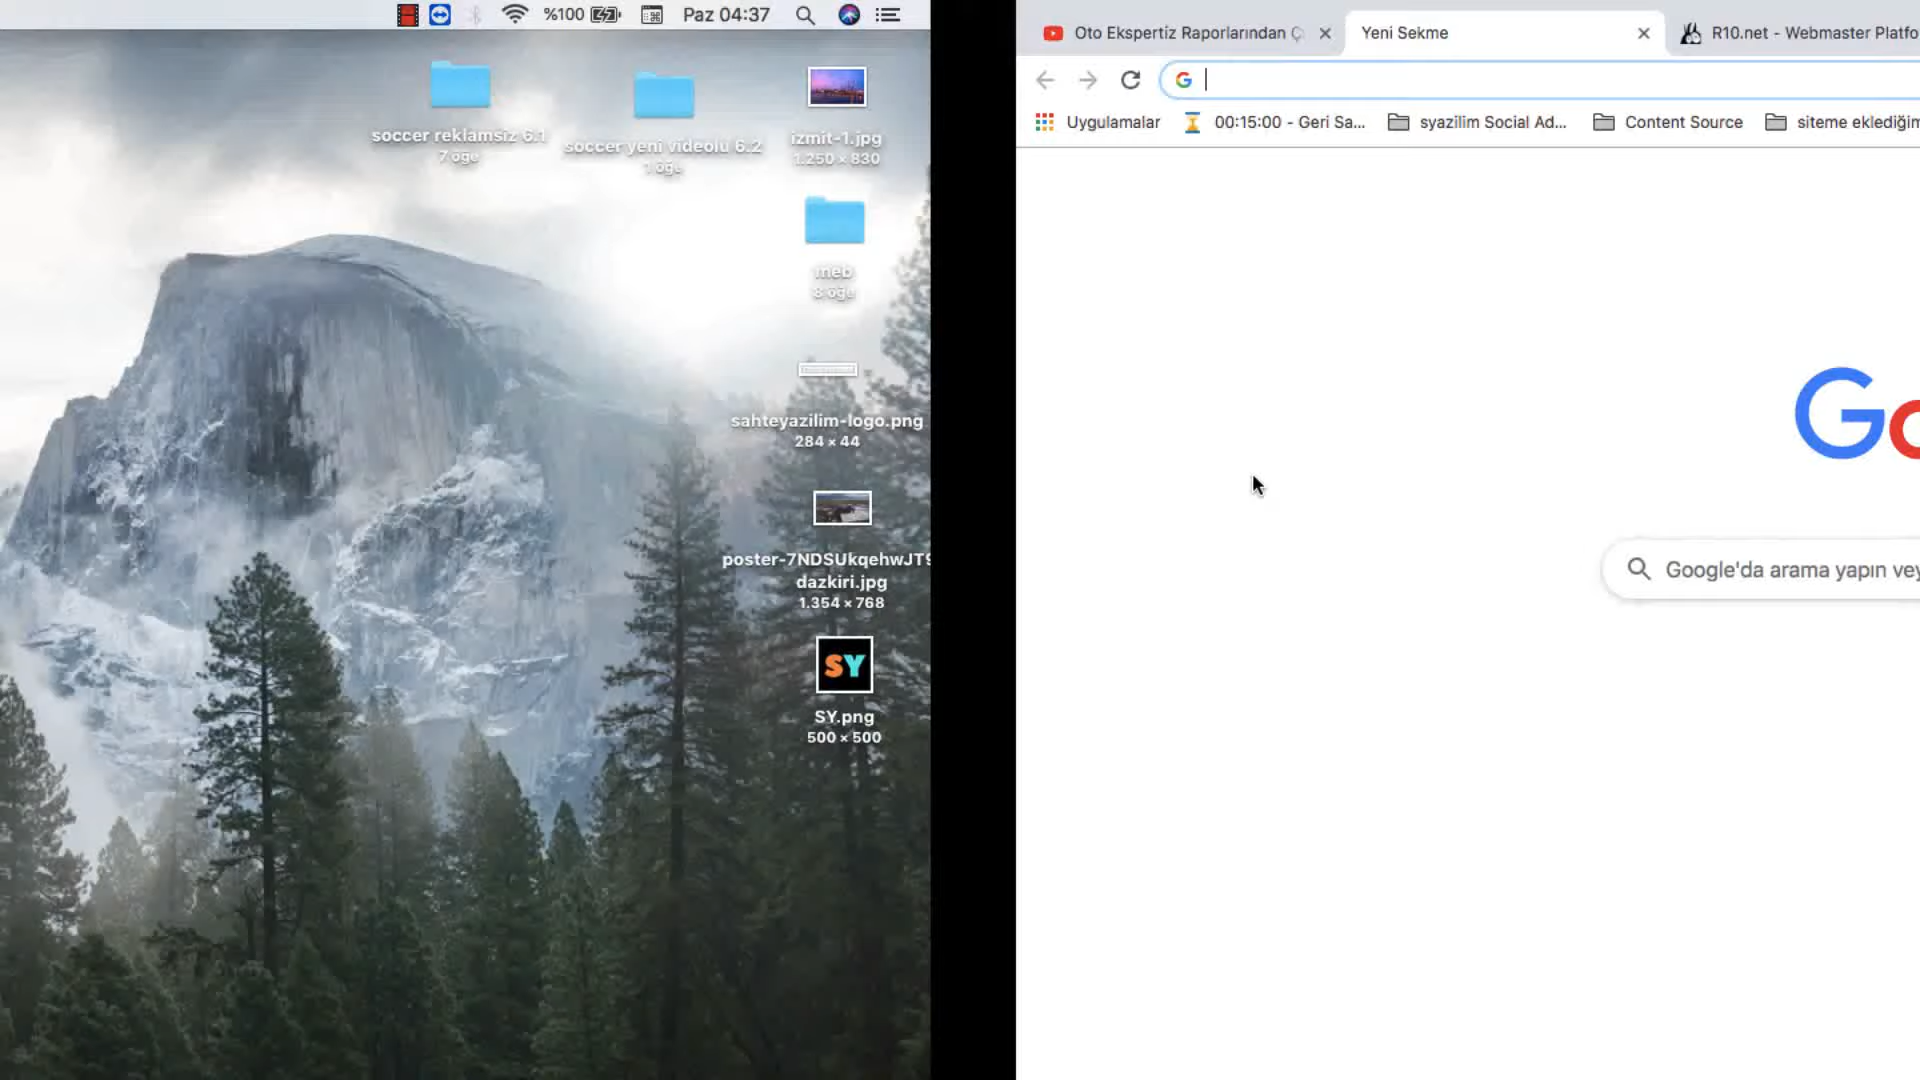 %100
Paz 04:37
soccer reklamsiz 6.1
7 öğe
soccer yeni videolu 6.2
1 öğe
izmit-1.jpg
1.250 × 830
meb
8 öğe
sahteyazilim-logo.png
284 × 44
poster-7NDSUkqehwJT9
dazkiri.jpg
1.354 × 768
SY
SY.png
500 × 500
Oto Ekspertiz Raporlarından Ç
Yeni Sekme
R10.net - Webmaster Platfo
G
Uygulamalar
00:15:00 - Geri Sa...
syazilim Social Ad...
Content Source
siteme eklediğim
Go
Google'da arama yapın vey